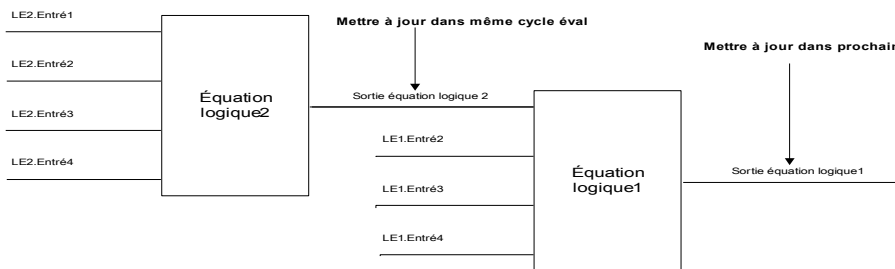 LE2.Entré1
LE2.Entré2
LE2.Entré3
LE2.Entré4
Équation
logique2
Mettre à jour dans même cycle éval
Sortie équation logique 2
LE1.Entré2
LE1.Entré3
LE1.Entré4
Équation
logique1
Mettre à jour dans prochain
Sortie équation logique1